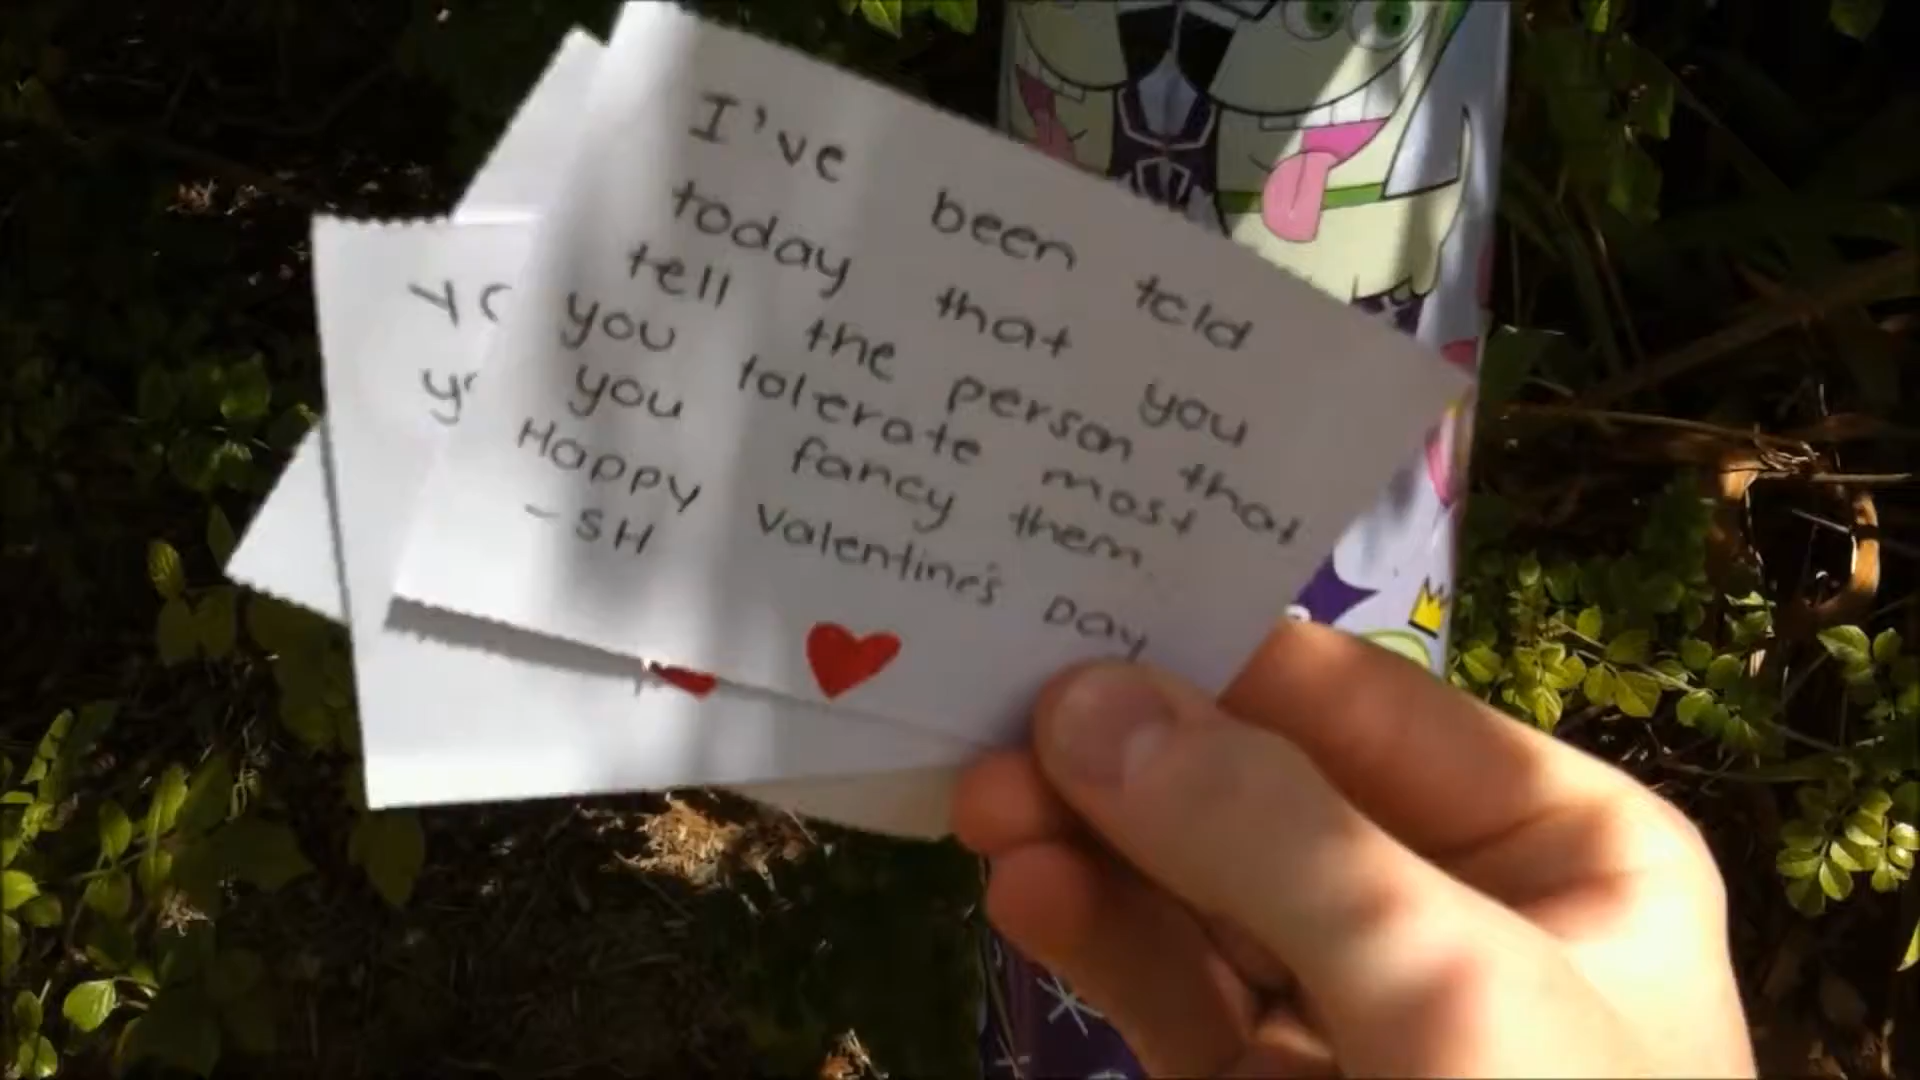 I've been told
today that you
tell the person that
you tolerate most
you fancy them.
Happy Valentine's Day
-SH